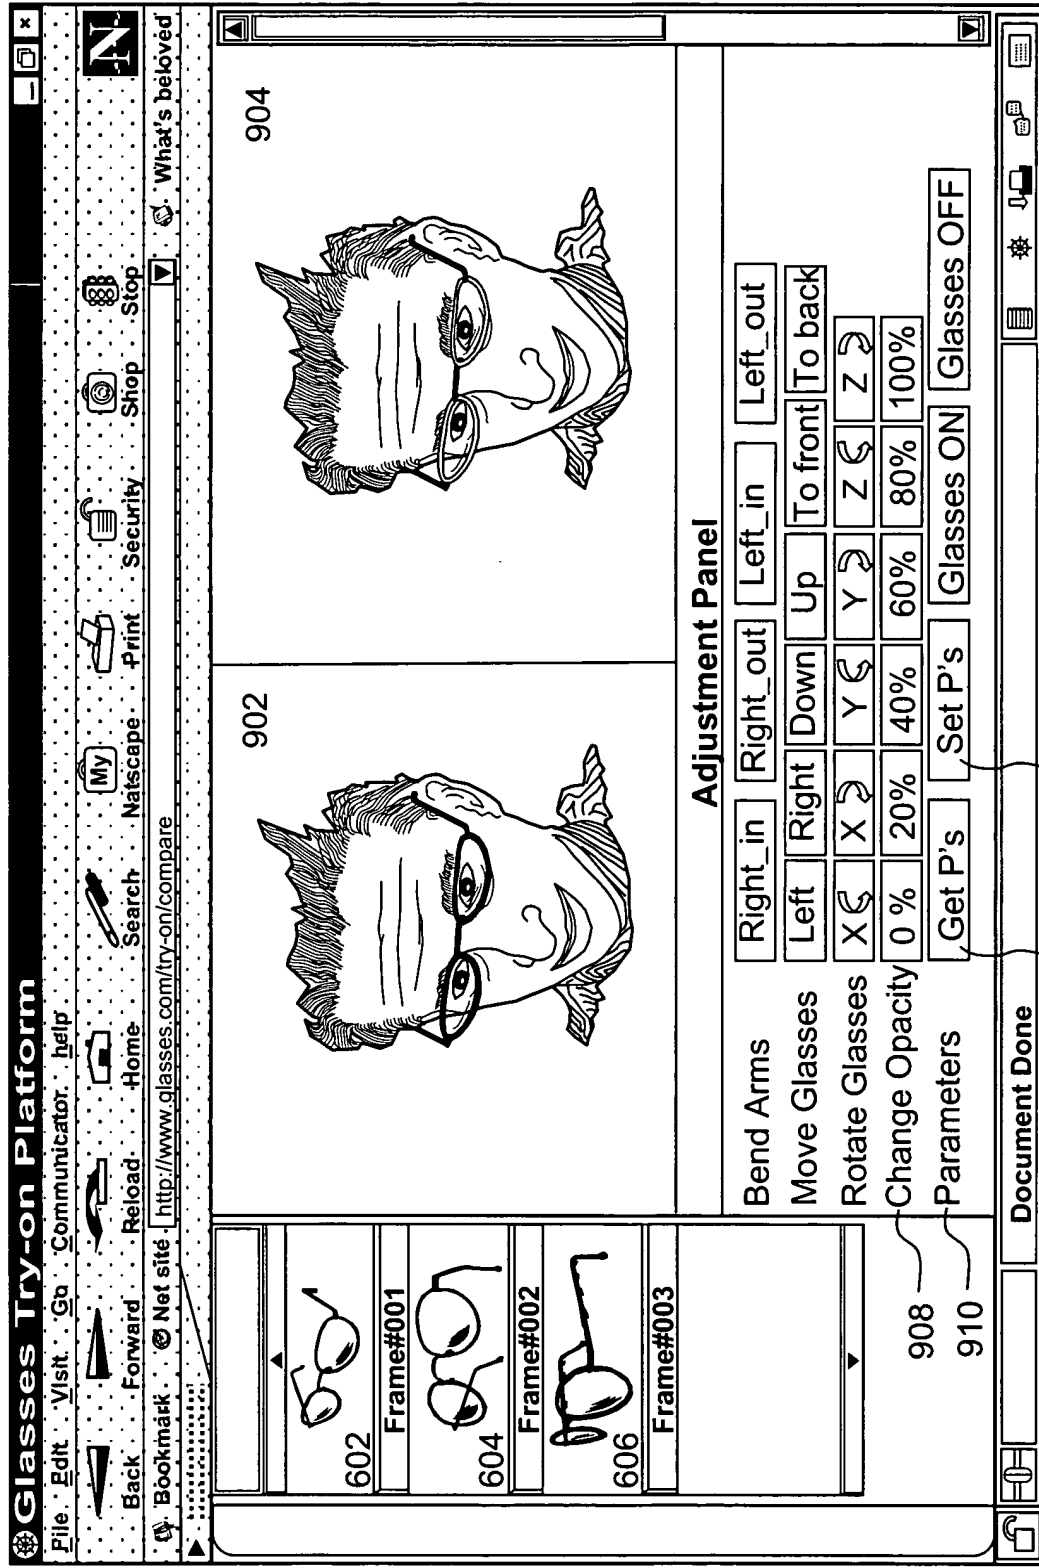 Glasses Try-on Platform
Pile Edit Visit Go Communicator help
Back Forward Reload Home Search Natscape Print Security Shop Stop
My
N
Bookmark Net site http://www.glasses.com/try-on/compare What's beloved
902
904
602
Frame#001
604
Frame#002
606
Frame#003
Adjustment Panel
Bend Arms Right_in Right_out Left_in Left_out
Move Glasses Left Right Down Up To front To back
Rotate Glasses X X Y Y Z Z
908 Change Opacity 0 % 20% 40% 60% 80% 100%
910 Parameters Get P's Set P's Glasses ON Glasses OFF
Document Done